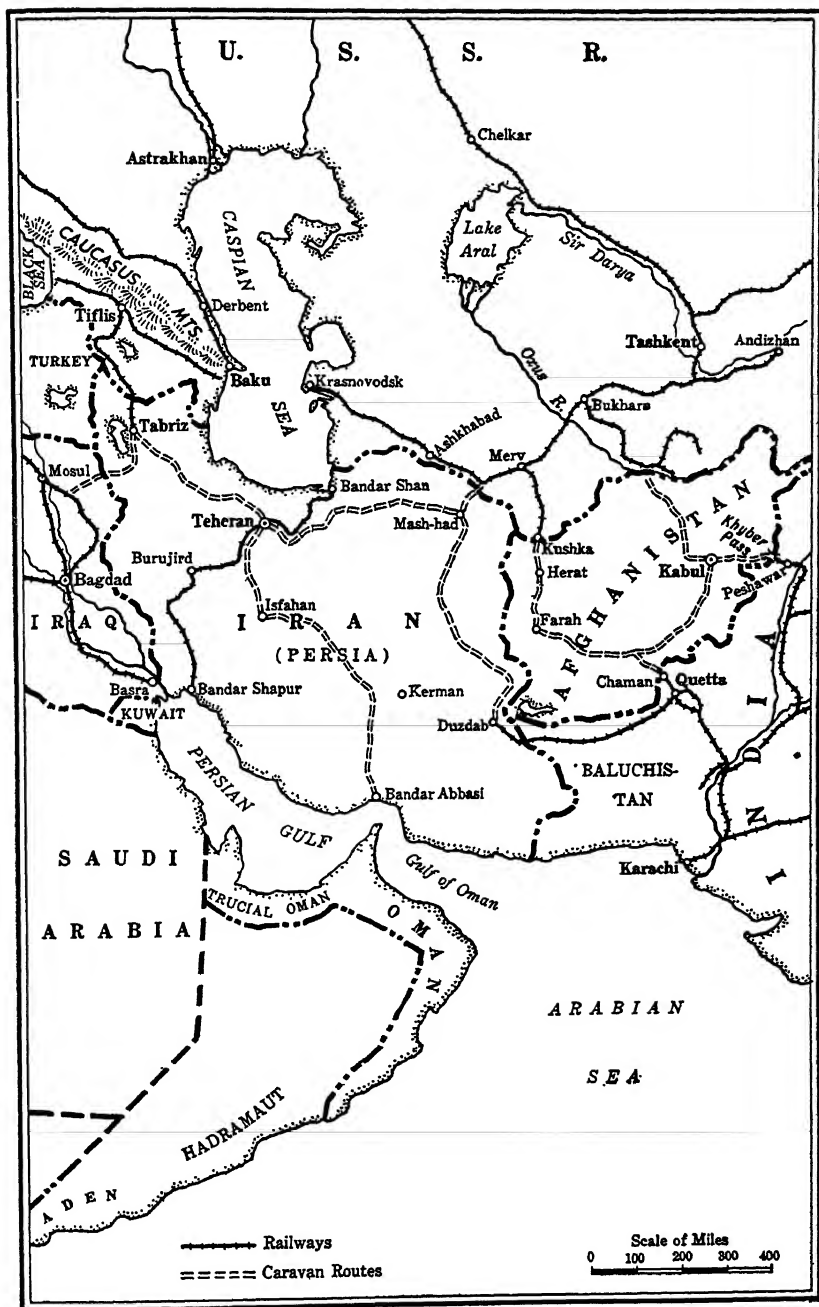 U. S. S. R.
Chelkar
Astrakhan
CASPIAN
SEA
Lake
Aral
Sir Darya
BLACK
SEA
CAUCASUS
MTS
Derbent
Tiflis
Tashkent
Andizhan
TURKEY
Baku
Krasnovodsk
Oxus R.
Bukhara
Tabriz
Ashkhabad
Merv
Mosul
Bandar Shan
Teheran
Mash-had
Kushka
Khyber
Pass
Burujird
Herat
Kabul
Peshawar
Bagdad
AFGHANISTAN
Isfahan
IRAN
Farah
IRAQ
(PERSIA)
Chaman
Quetta
Basra
Bandar Shapur
Kerman
KUWAIT
Duzdab
INDIA
PERSIAN
GULF
BALUCHIS-
TAN
Bandar Abbasi
SAUDI
ARABIA
Gulf of Oman
Karachi
TRUCIAL OMAN
OMAN
ARABIAN
SEA
HADRAMAUT
ADEN
Railways
Caravan Routes
Scale of Miles
0 100 200 300 400